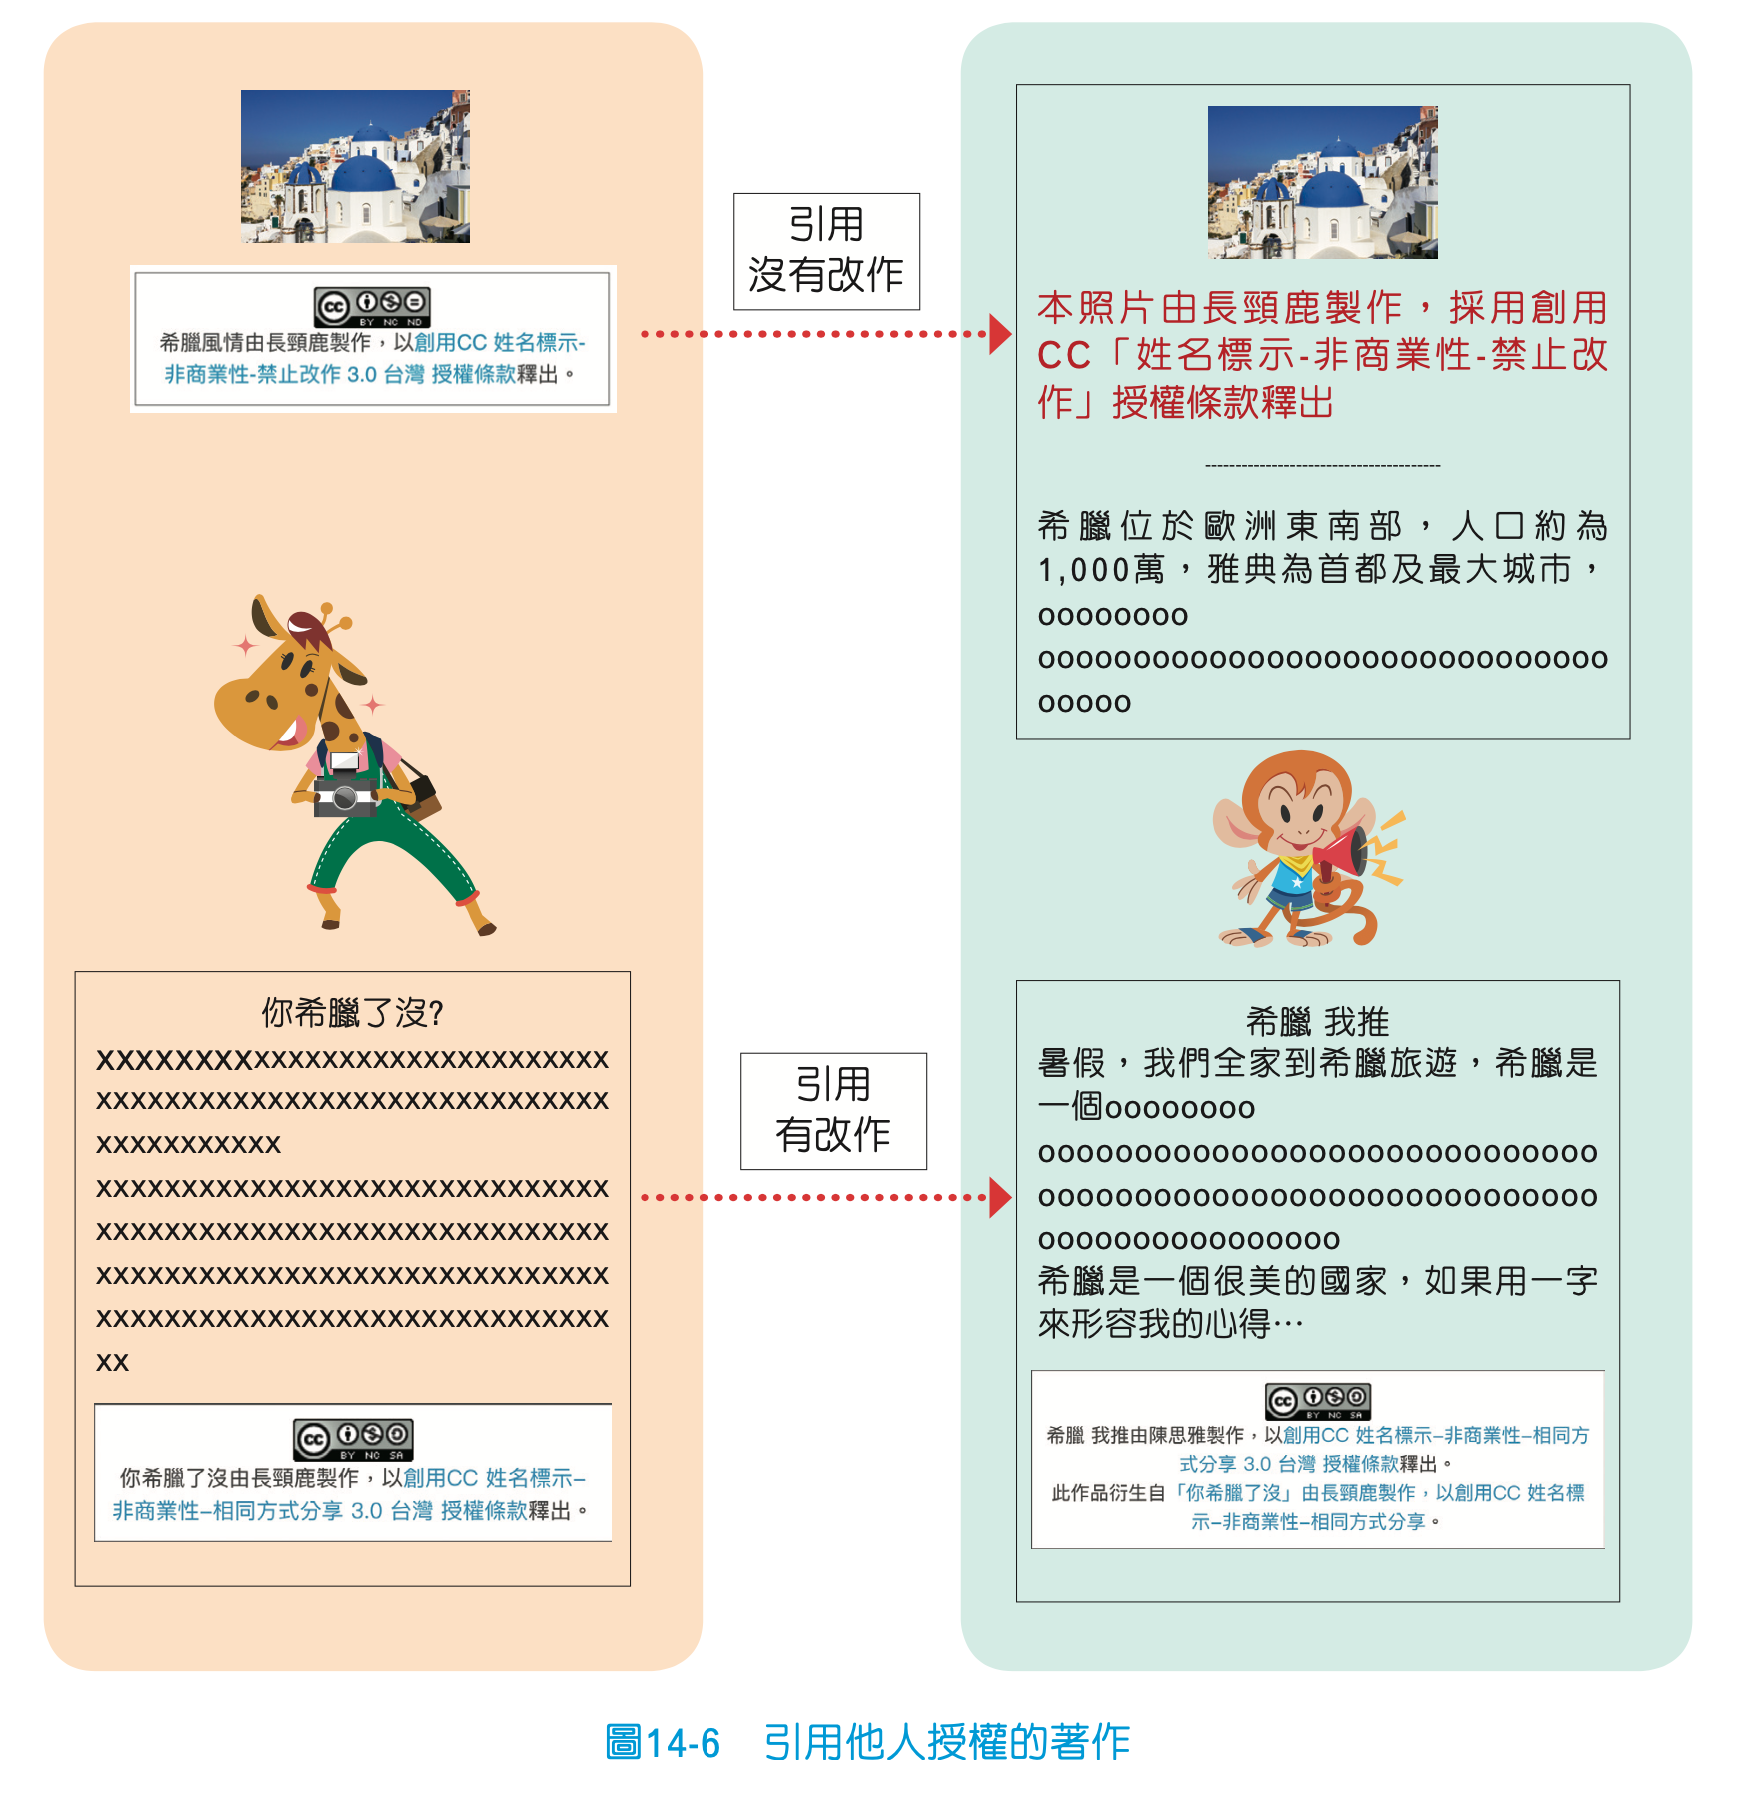 cc BY NC ND
希臘風情由長頸鹿製作，以創用CC 姓名標示-
非商業性-禁止改作 3.0 台灣 授權條款釋出。
引用
沒有改作
本照片由長頸鹿製作，採用創用
CC「姓名標示-非商業性-禁止改
作」授權條款釋出
---------------------------------------
希臘位於歐洲東南部，人口約為
1,000萬，雅典為首都及最大城市，
oooooooo
oooooooooooooooooooooooooooooo
ooooo
你希臘了沒?
xxxxxxxxxxxxxxxxxxxxxxxxxxxxx
xxxxxxxxxxxxxxxxxxxxxxxxxxxxxx
xxxxxxxxxxx
xxxxxxxxxxxxxxxxxxxxxxxxxxxxxx
xxxxxxxxxxxxxxxxxxxxxxxxxxxxxx
xxxxxxxxxxxxxxxxxxxxxxxxxxxxxx
xxxxxxxxxxxxxxxxxxxxxxxxxxxxxx
xx
cc BY NC SA
你希臘了沒由長頸鹿製作，以創用CC 姓名標示–
非商業性–相同方式分享 3.0 台灣 授權條款釋出。
引用
有改作
希臘 我推
暑假，我們全家到希臘旅遊，希臘是
一個oooooooo
ooooooooooooooooooooooooooooo
ooooooooooooooooooooooooooooo
oooooooooooooooo
希臘是一個很美的國家，如果用一字
來形容我的心得…
cc BY NC SA
希臘 我推由陳思雅製作，以創用CC 姓名標示–非商業性–相同方
式分享 3.0 台灣 授權條款釋出。
此作品衍生自「你希臘了沒」由長頸鹿製作，以創用CC 姓名標
示–非商業性–相同方式分享。
圖14-6 引用他人授權的著作